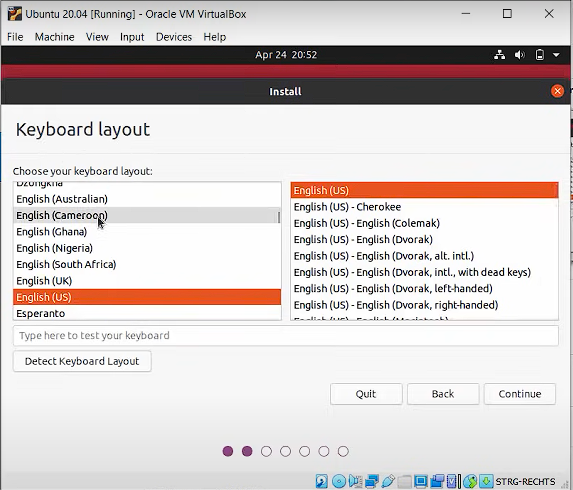 Ubuntu 20.04 [Running] - Oracle VM VirtualBox
File Machine View Input Devices Help
Apr 24 20:52
Install
Keyboard layout
Choose your keyboard layout:
Dzongkha
English (Australian)
English (Cameroon)
English (Ghana)
English (Nigeria)
English (South Africa)
English (UK)
English (US)
Esperanto
English (US)
English (US) - Cherokee
English (US) - English (Colemak)
English (US) - English (Dvorak)
English (US) - English (Dvorak, alt. intl.)
English (US) - English (Dvorak, intl., with dead keys)
English (US) - English (Dvorak, left-handed)
English (US) - English (Dvorak, right-handed)
English (US) - English (Macintosh)
Type here to test your keyboard
Detect Keyboard Layout
Quit Back Continue
STRG-RECHTS